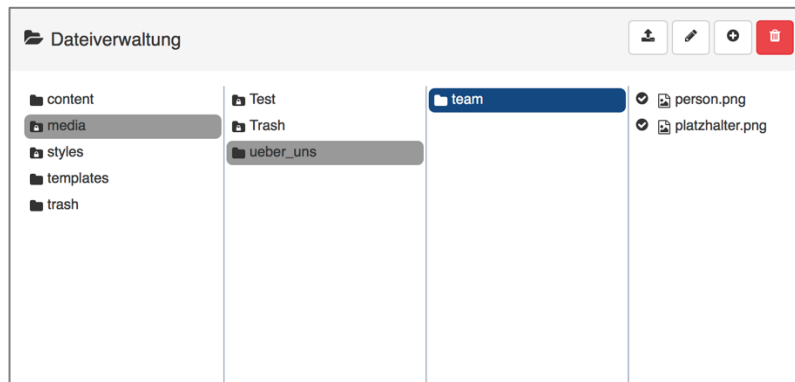 Dateiverwaltung
content
media
styles
templates
trash
Test
Trash
ueber_uns
team
person.png
platzhalter.png